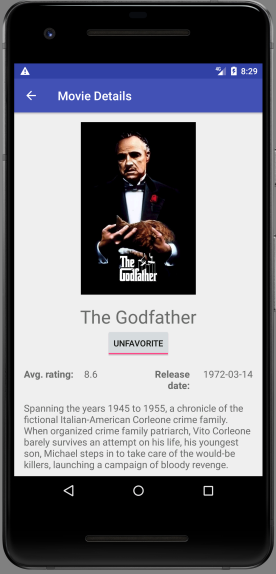 8:29
Movie Details
The
Godfather
The Godfather
UNFAVORITE
Avg. rating: 8.6 Release date: 1972-03-14
Spanning the years 1945 to 1955, a chronicle of the
fictional Italian-American Corleone crime family.
When organized crime family patriarch, Vito Corleone
barely survives an attempt on his life, his youngest
son, Michael steps in to take care of the would-be
killers, launching a campaign of bloody revenge.